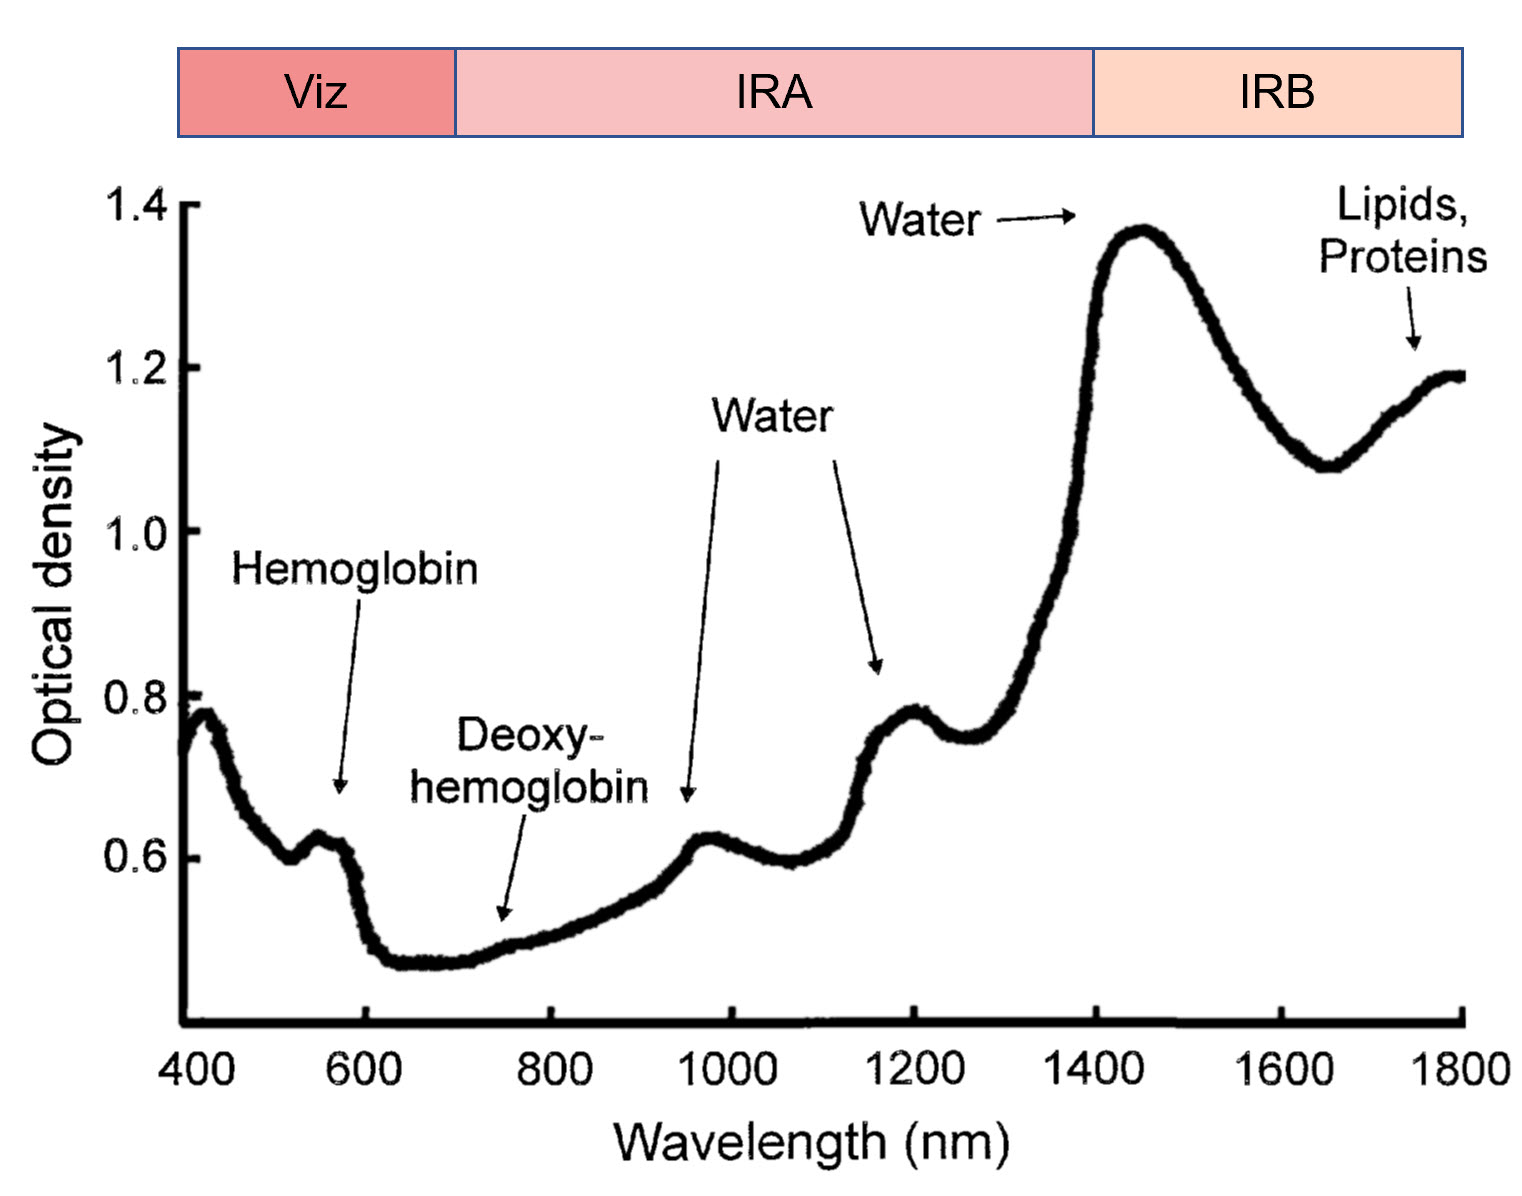 Viz
IRA
IRB
1.4
1.2
1.0
0.8
0.6
Optical density
Water
Lipids,
Proteins
Water
Hemoglobin
Deoxy-
hemoglobin
400 600 800 1000 1200 1400 1600 1800
Wavelength (nm)